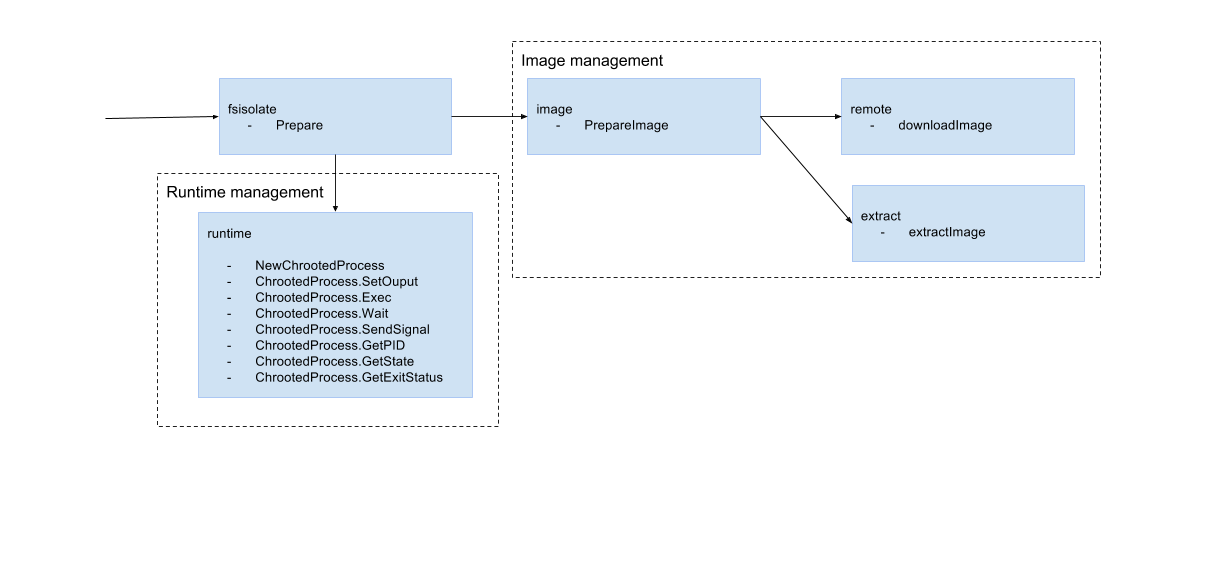 Image management
fsisolate
- Prepare
image
- PrepareImage
remote
- downloadImage
Runtime management
extract
- extractImage
runtime
- NewChrootedProcess
- ChrootedProcess.SetOuput
- ChrootedProcess.Exec
- ChrootedProcess.Wait
- ChrootedProcess.SendSignal
- ChrootedProcess.GetPID
- ChrootedProcess.GetState
- ChrootedProcess.GetExitStatus